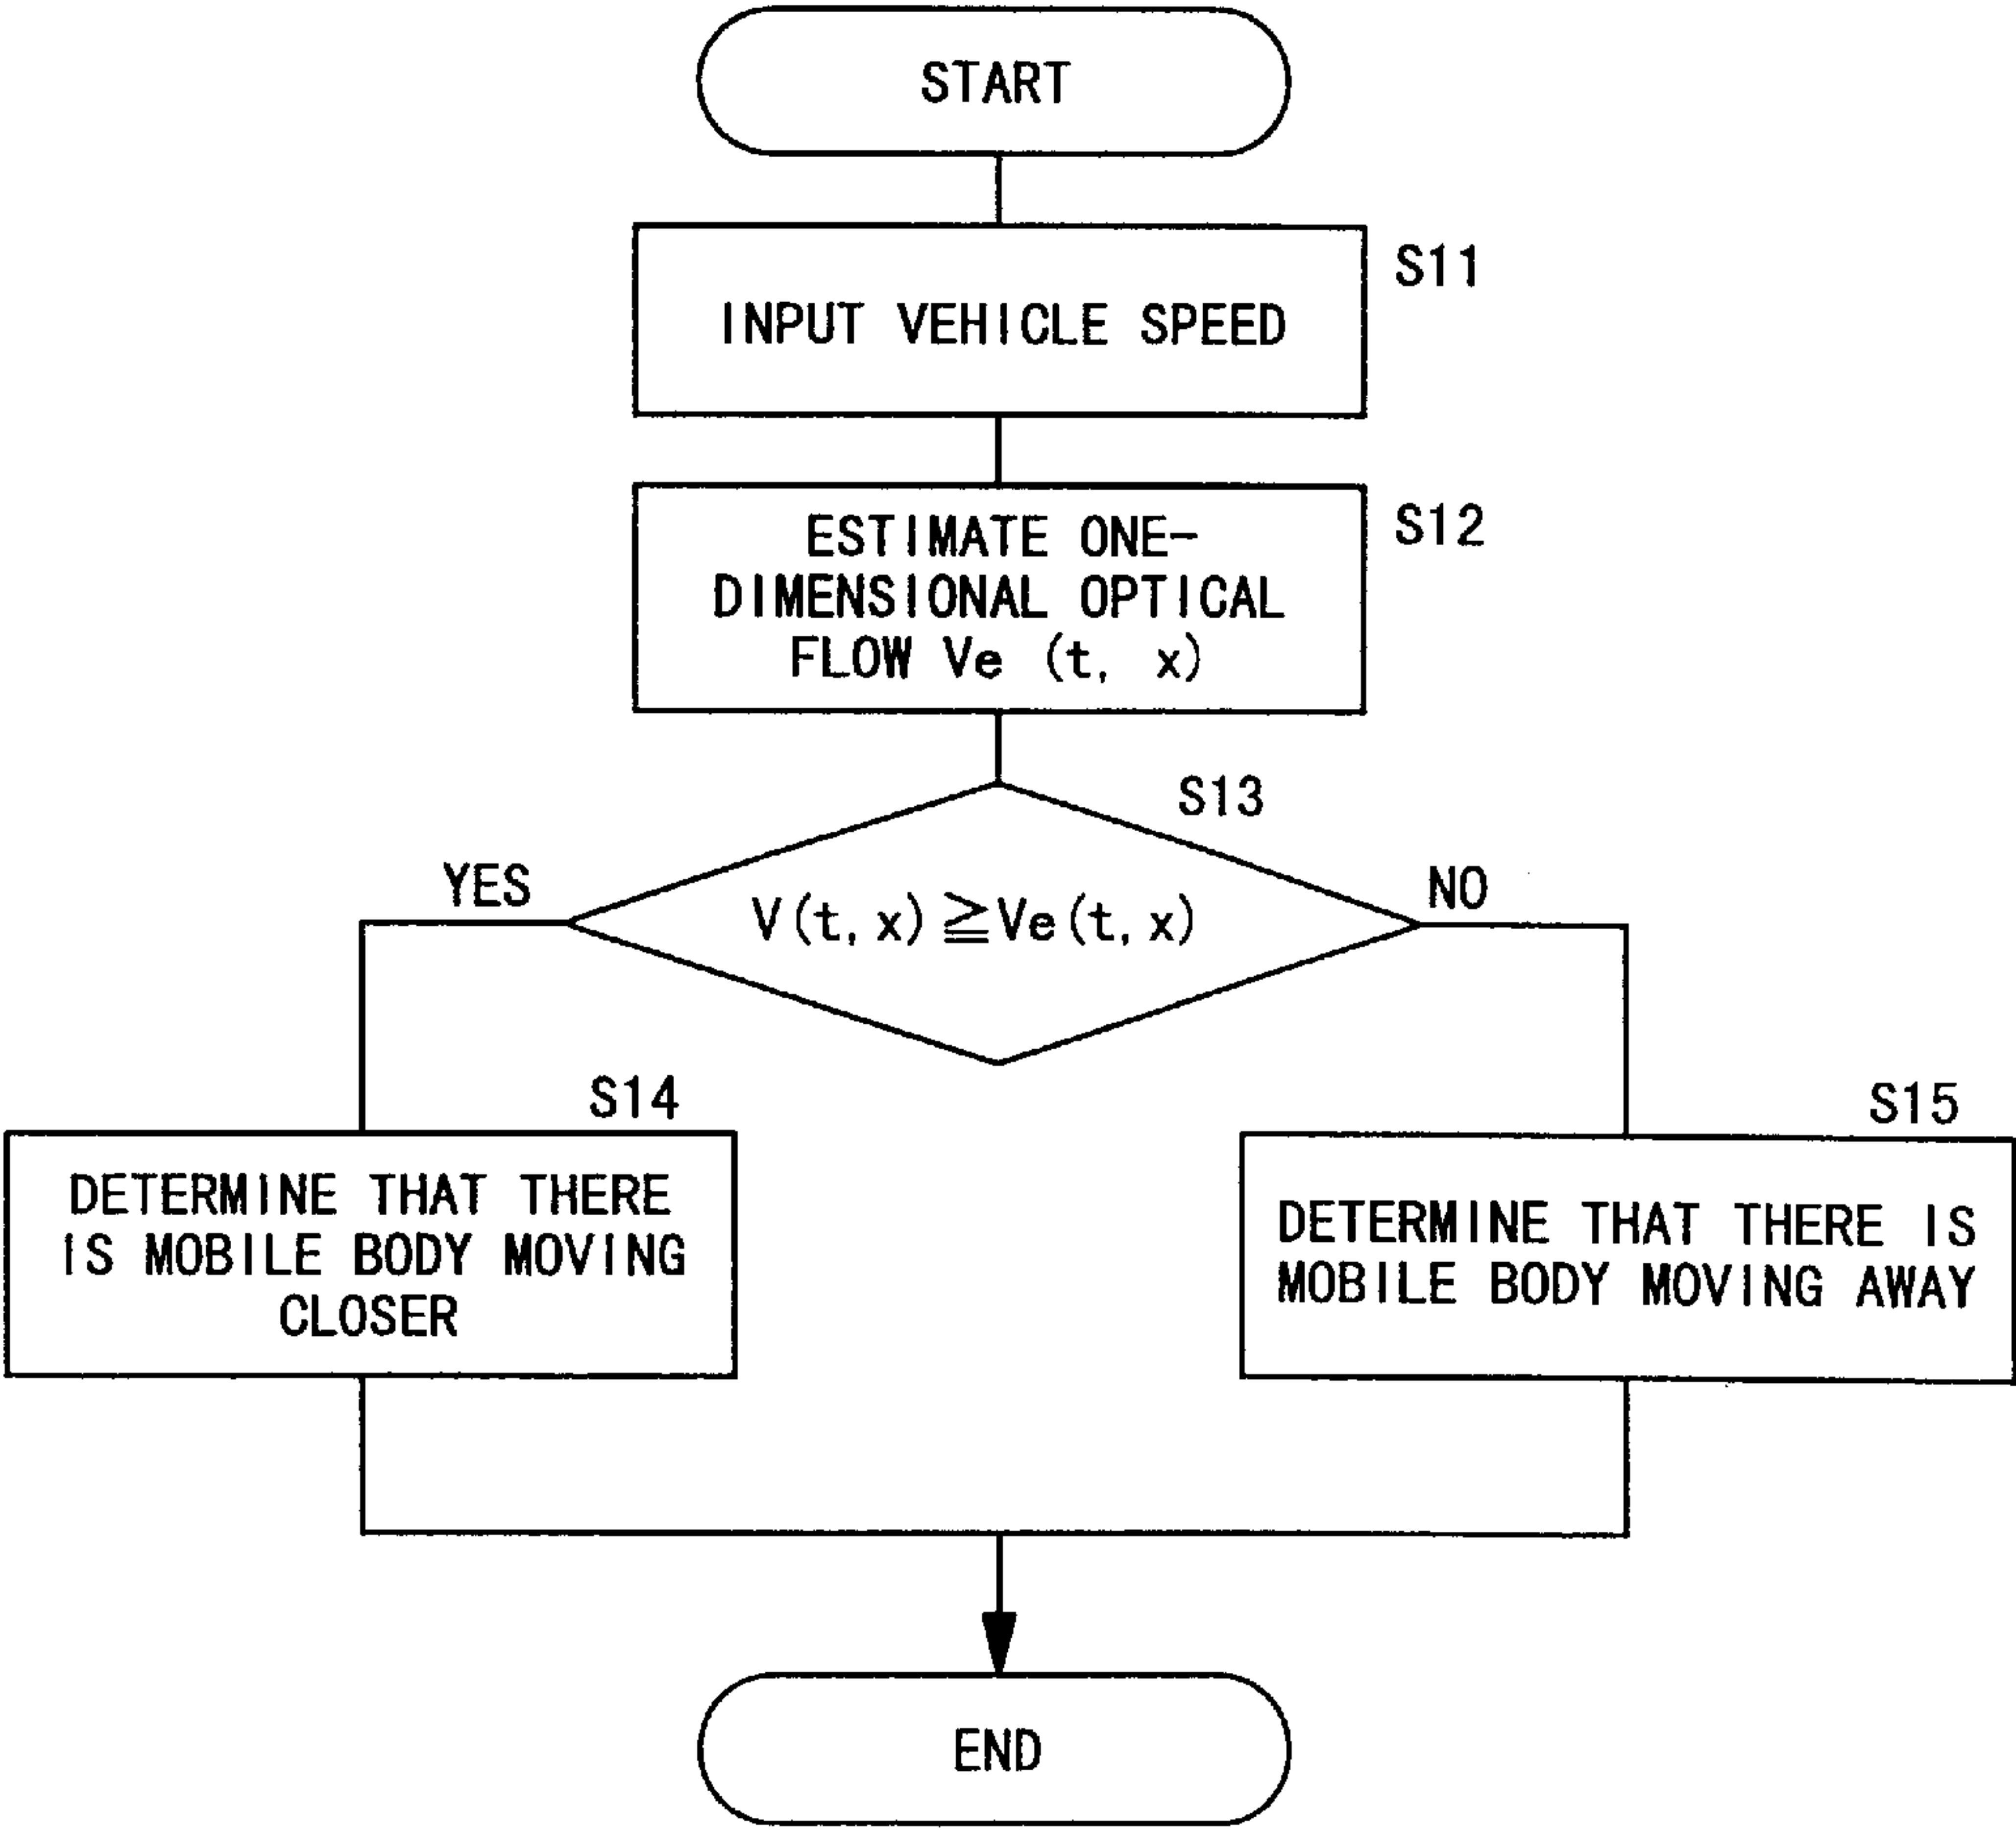 START
S11
INPUT VEHICLE SPEED
S12
ESTIMATE ONE-
DIMENSIONAL OPTICAL
FLOW Ve (t, x)
S13
YES
V(t, x)≧Ve(t, x)
NO
S14
DETERMINE THAT THERE
IS MOBILE BODY MOVING
CLOSER
S15
DETERMINE THAT THERE IS
MOBILE BODY MOVING AWAY
END